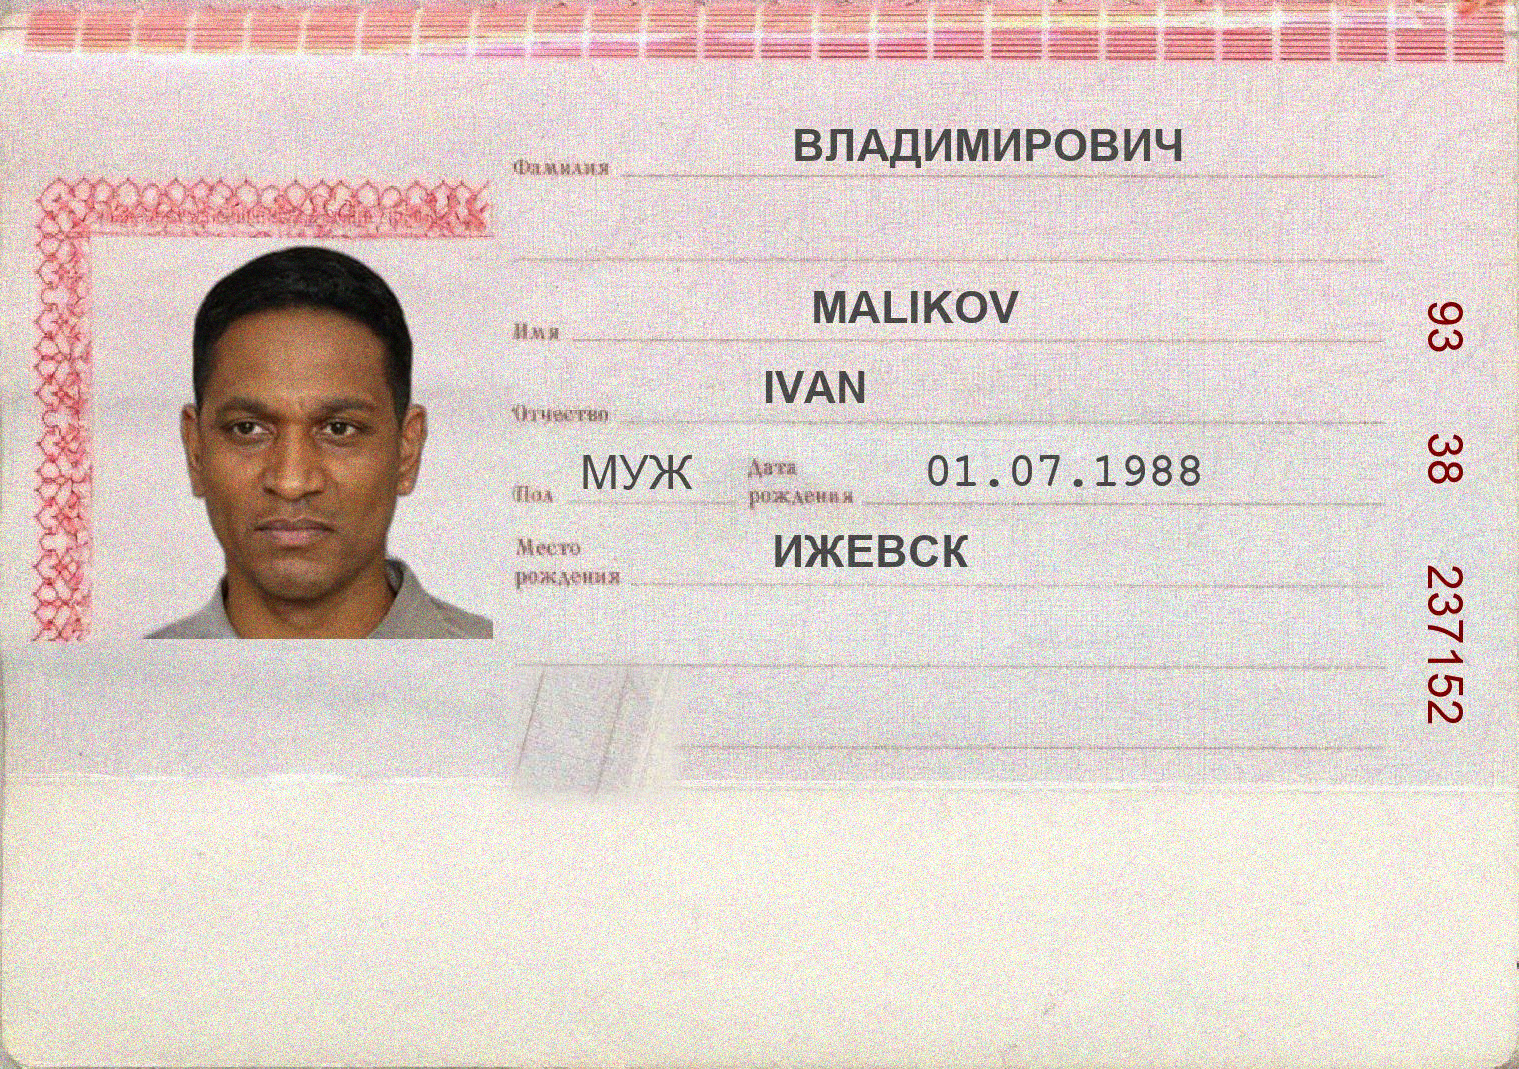 Фамилия ВЛАДИМИРОВИЧ
Имя MALIKOV
Отчество IVAN
Пол МУЖ Дата рождения 01.07.1988
Место рождения ИЖЕВСК
93 38 237152